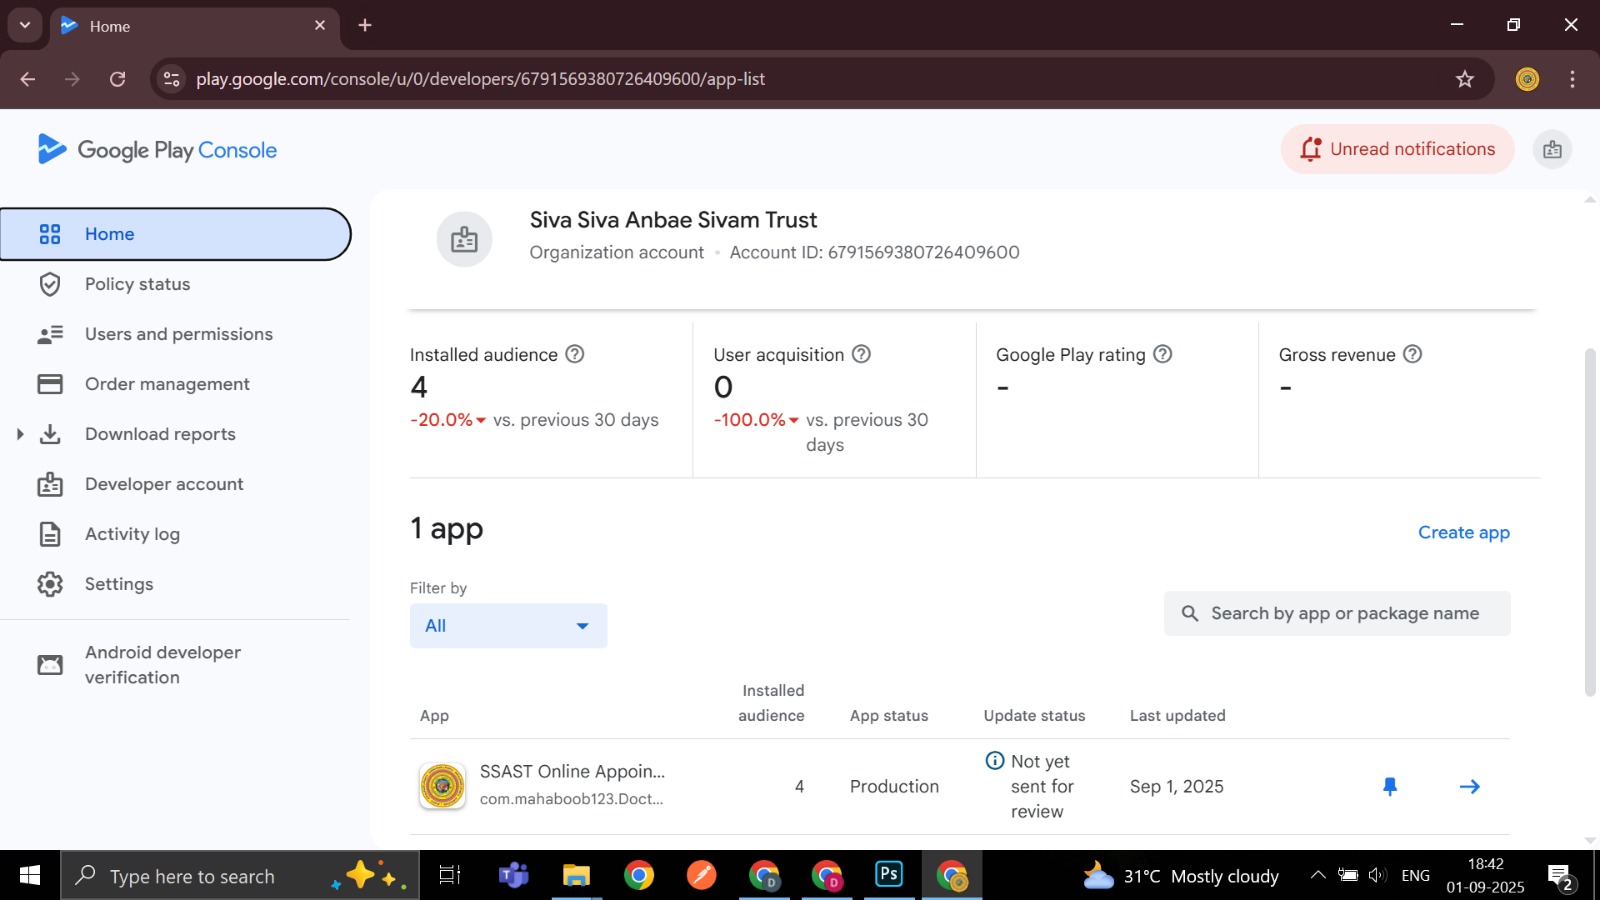 Home
play.google.com/console/u/0/developers/6791569380726409600/app-list
Google Play Console
Unread notifications
Home
Policy status
Users and permissions
Order management
Download reports
Developer account
Activity log
Settings
Android developer
verification
Siva Siva Anbae Sivam Trust
Organization account • Account ID: 6791569380726409600
Installed audience
4
-20.0% vs. previous 30 days
User acquisition
0
-100.0% vs. previous 30
days
Google Play rating
-
Gross revenue
-
1 app
Create app
Filter by
All
Search by app or package name
App
Installed
audience
App status
Update status
Last updated
SSAST Online Appoin...
com.mahaboob123.Doct...
4
Production
Not yet
sent for
review
Sep 1, 2025
Type here to search
D
D
Ps
31°C Mostly cloudy
ENG
18:42
01-09-2025
2